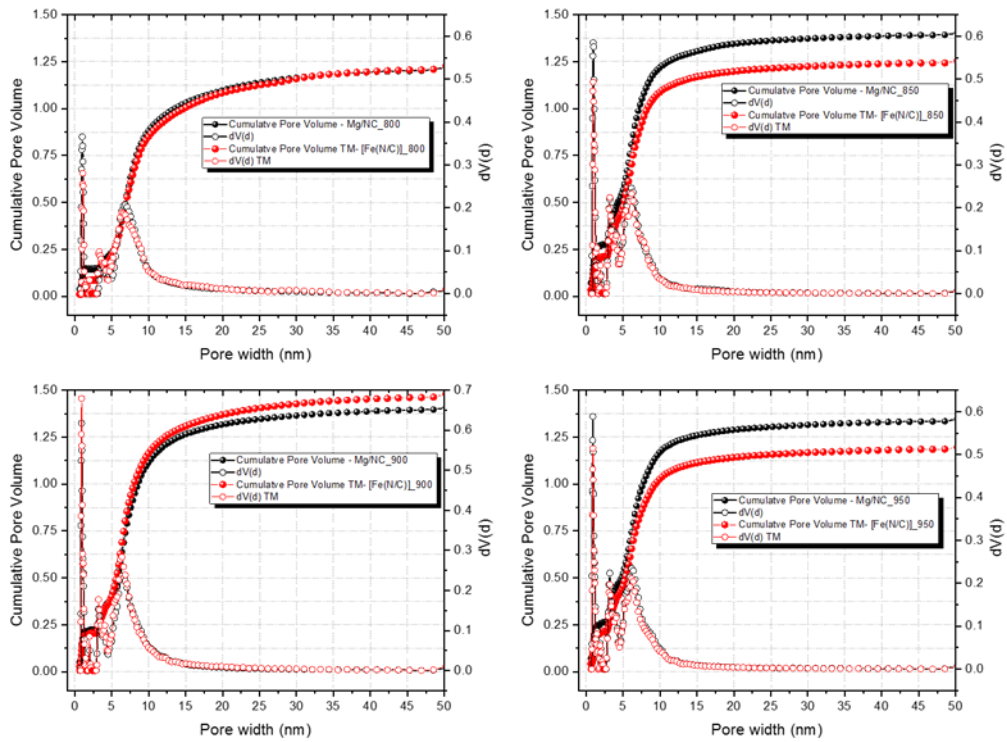 1.50
1.25
1.00
0.75
0.50
0.25
0.00
Cumulative Pore Volume
0.6
0.5
0.4
0.3
0.2
0.1
0.0
dV(d)
Cumulative Pore Volume - Mg/NC_800
dV(d)
Cumulative Pore Volume TM- [Fe(N/C)]_800
dV(d) TM
0 5 10 15 20 25 30 35 40 45 50
Pore width (nm)
1.50
1.25
1.00
0.75
0.50
0.25
0.00
Cumulative Pore Volume
0.6
0.5
0.4
0.3
0.2
0.1
0.0
dV(d)
Cumulative Pore Volume - Mg/NC_850
dV(d)
Cumulative Pore Volume TM- [Fe(N/C)]_850
dV(d) TM
0 5 10 15 20 25 30 35 40 45 50
Pore width (nm)
1.50
1.25
1.00
0.75
0.50
0.25
0.00
Cumulative Pore Volume
0.7
0.6
0.5
0.4
0.3
0.2
0.1
0.0
dV(d)
Cumulative Pore Volume - Mg/NC_900
dV(d)
Cumulative Pore Volume TM- [Fe(N/C)]_900
dV(d) TM
0 5 10 15 20 25 30 35 40 45 50
Pore width (nm)
1.50
1.25
1.00
0.75
0.50
0.25
0.00
Cumulative Pore Volume
0.6
0.5
0.4
0.3
0.2
0.1
0.0
dV(d)
Cumulatlve Pore Volume - Mg/NC_950
dV(d)
Cumulatlve Pore Volume TM- [Fe(N/C)]_950
dV(d) TM
0 5 10 15 20 25 30 35 40 45 50
Pore width (nm)